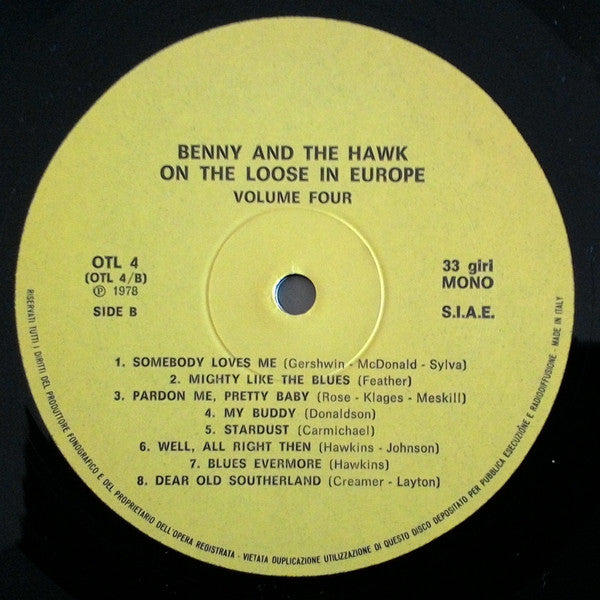 BENNY AND THE HAWK
ON THE LOOSE IN EUROPE
VOLUME FOUR
OTL 4
(OTL 4/B)
Ⓟ 1978
SIDE B
33 giri
MONO
S.I.A.E.
1. SOMEBODY LOVES ME (Gershwin - McDonald - Sylva)
2. MIGHTY LIKE THE BLUES (Feather)
3. PARDON ME, PRETTY BABY (Rose - Klages - Meskill)
4. MY BUDDY (Donaldson)
5. STARDUST (Carmichael)
6. WELL, ALL RIGHT THEN (Hawkins - Johnson)
7. BLUES EVERMORE (Hawkins)
8. DEAR OLD SOUTHERLAND (Creamer - Layton)
RISERVATI TUTTI I DIRITTI DEL PRODUTTORE FONOGRAFICO E DEL PROPRIETARIO DELL'OPERA REGISTRATA - VIETATA DUPLICAZIONE UTILIZZAZIONE DI QUESTO DISCO DEPOSITATO PER PUBBLICA ESECUZIONE E RADIODIFFUSIONE - MADE IN ITALY